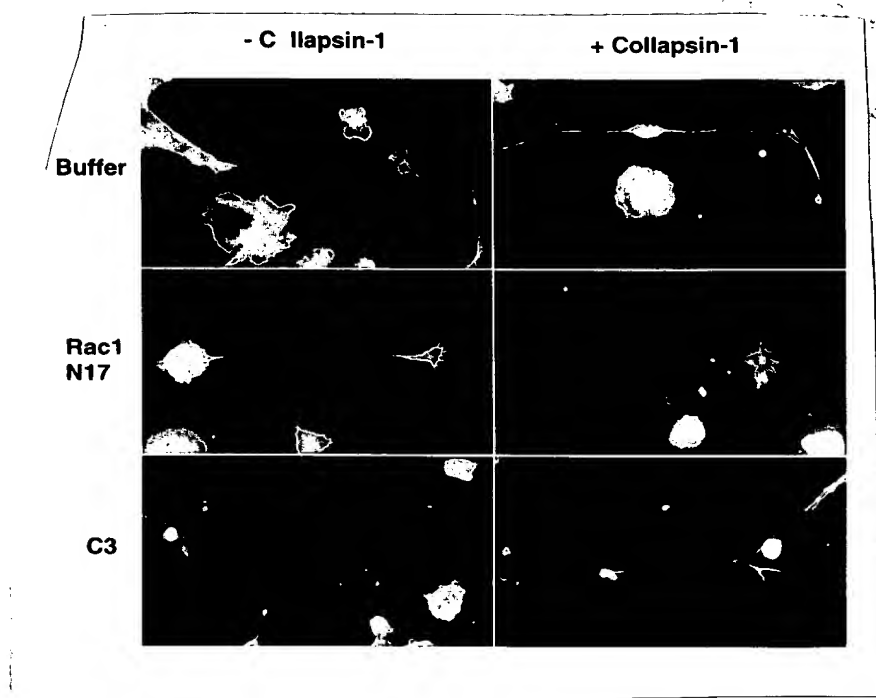 - C llapsin-1
+ Collapsin-1
Buffer
Rac1
N17
C3